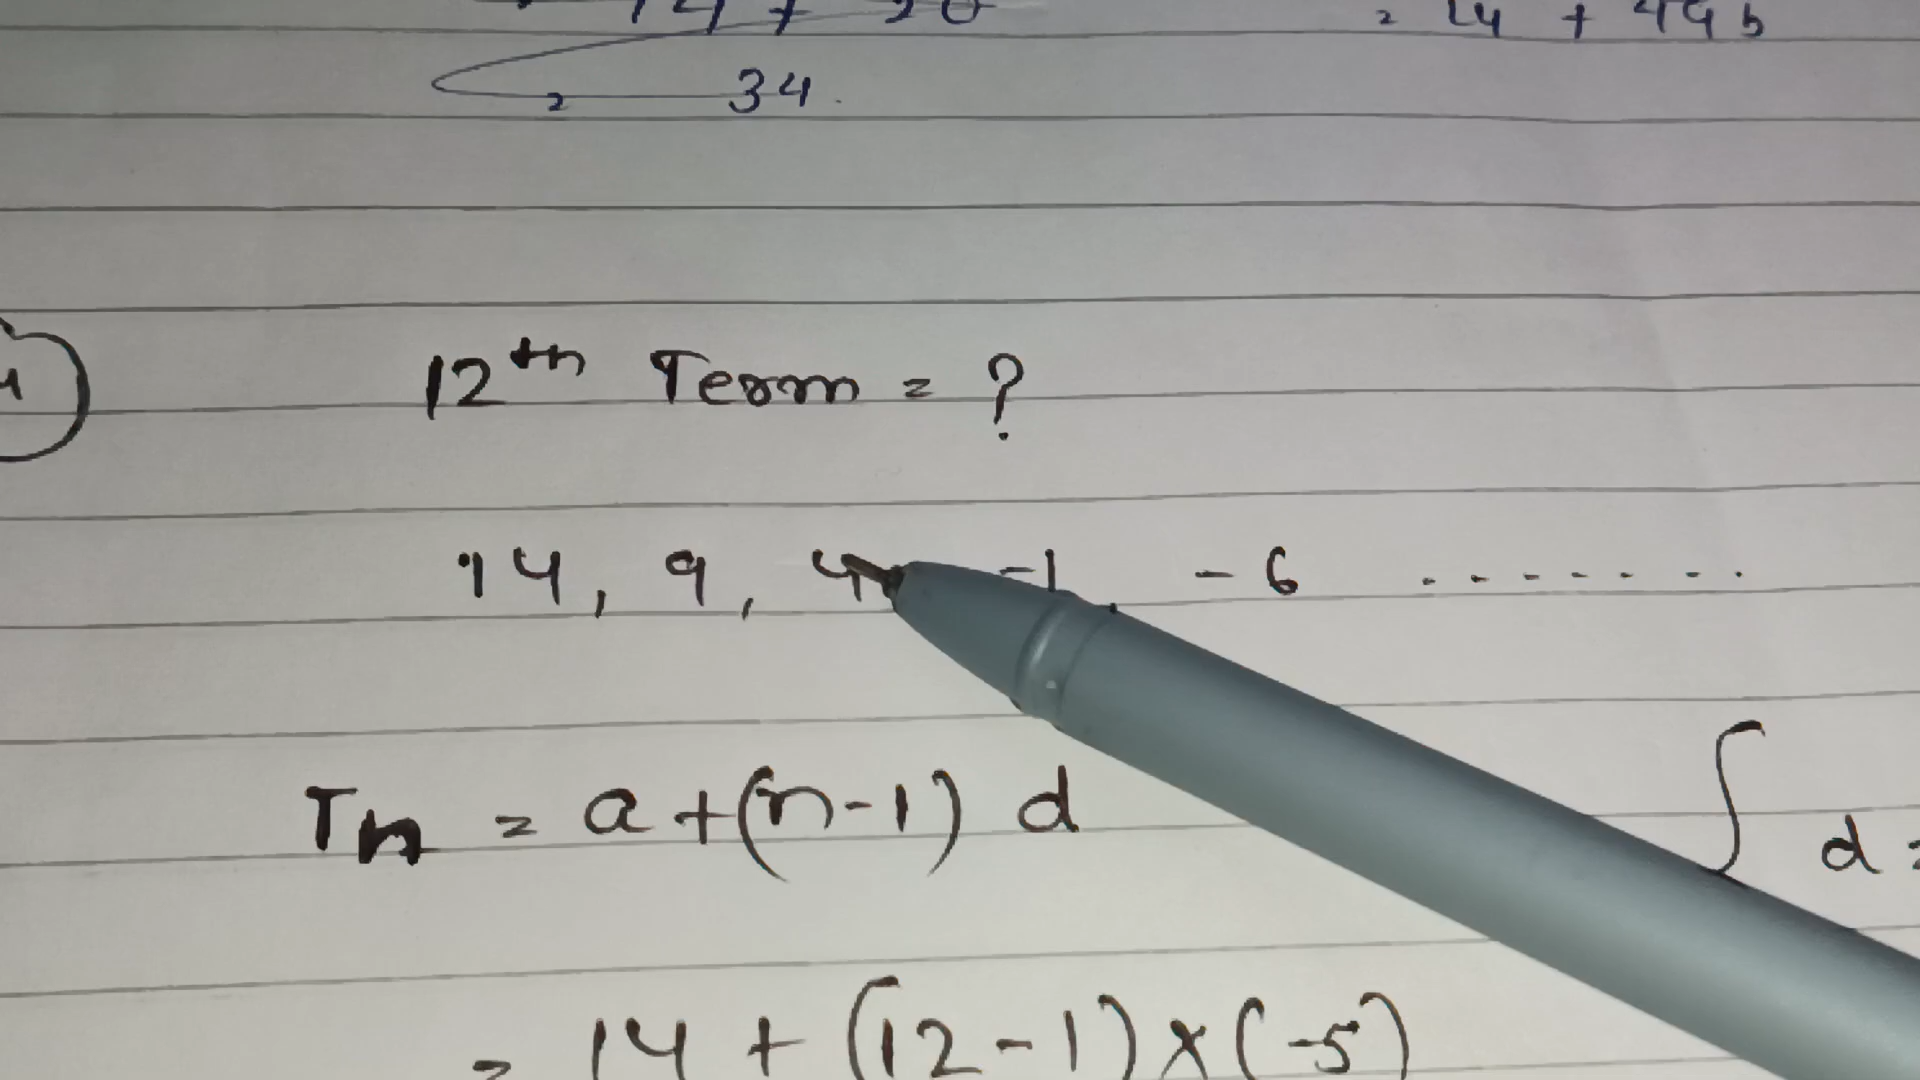 = 34.
12th Term = ?
14, 9, 4 -1, -6 ........
Tn = a + (n-1) d
d =
= 14 + (12-1) x (-5)